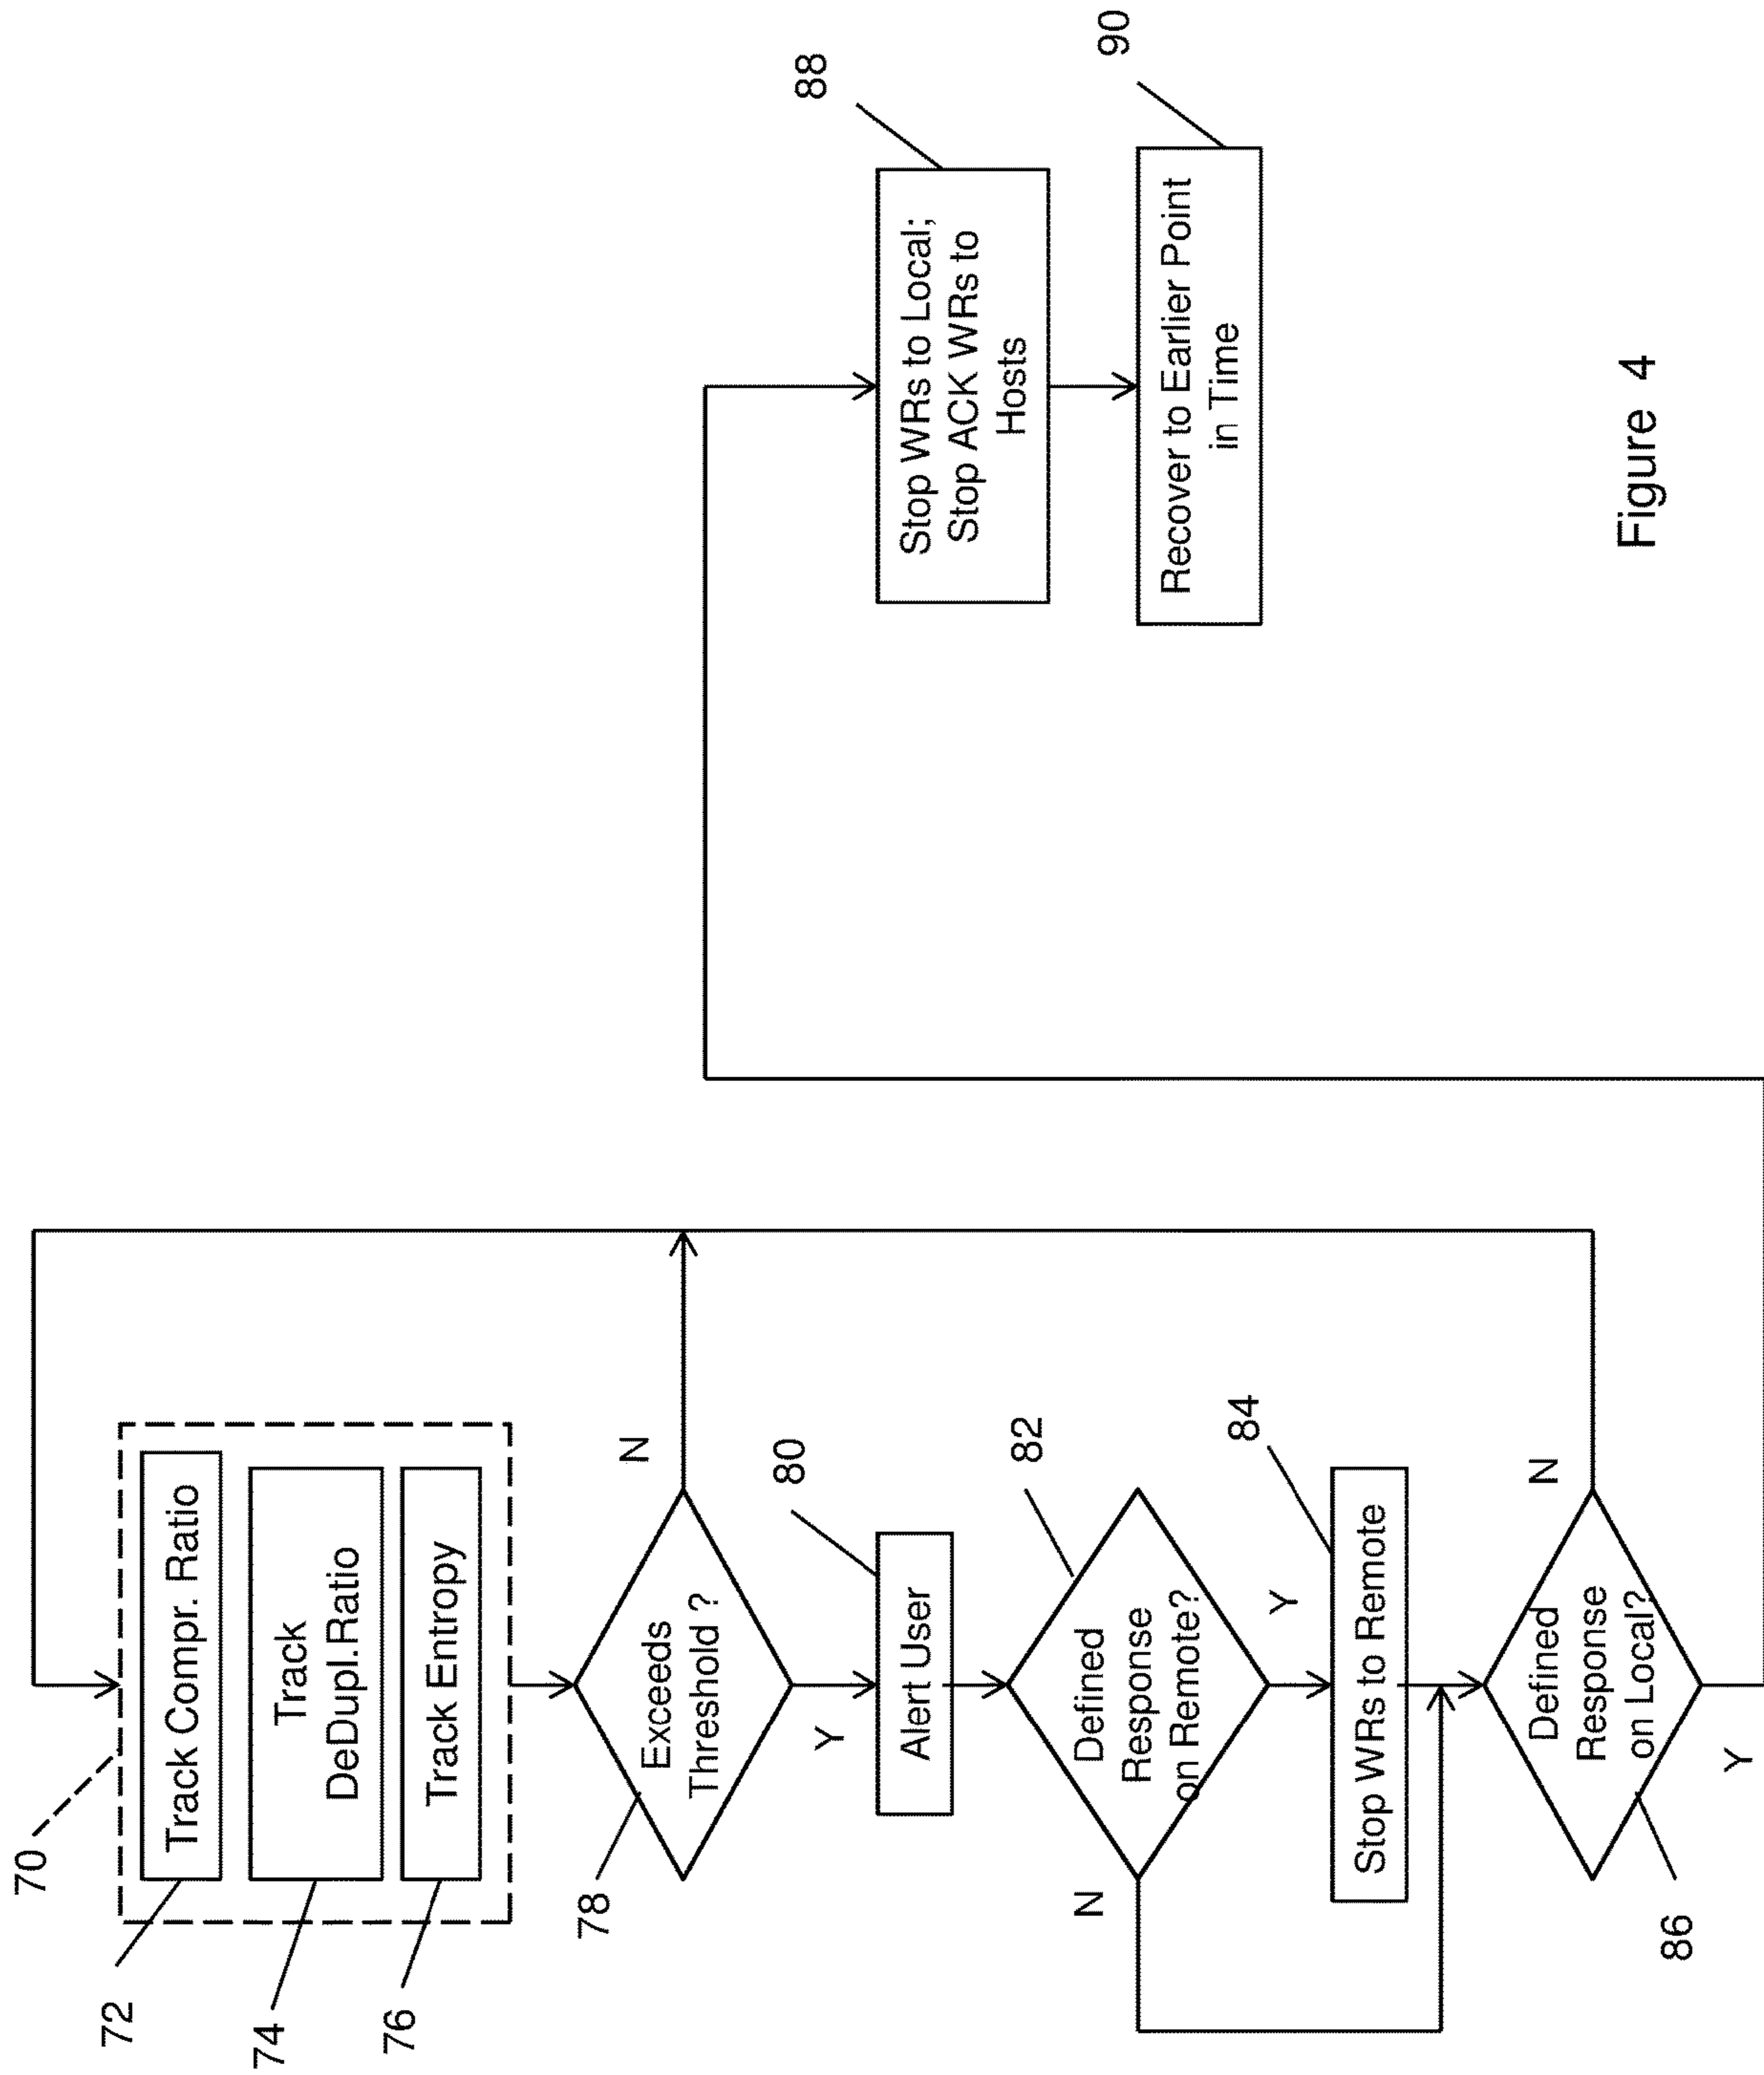 70
72
Track Compr. Ratio
74
Track
DeDupl.Ratio
76
Track Entropy
78
Exceeds
Threshold ?
N
Y
80
Alert User
82
Defined
Response
on Remote?
N
Y
84
Stop WRs to Remote
86
Defined
Response
on Local?
N
Y
88
Stop WRs to Local;
Stop ACK WRs to
Hosts
90
Recover to Earlier Point
in Time
Figure 4